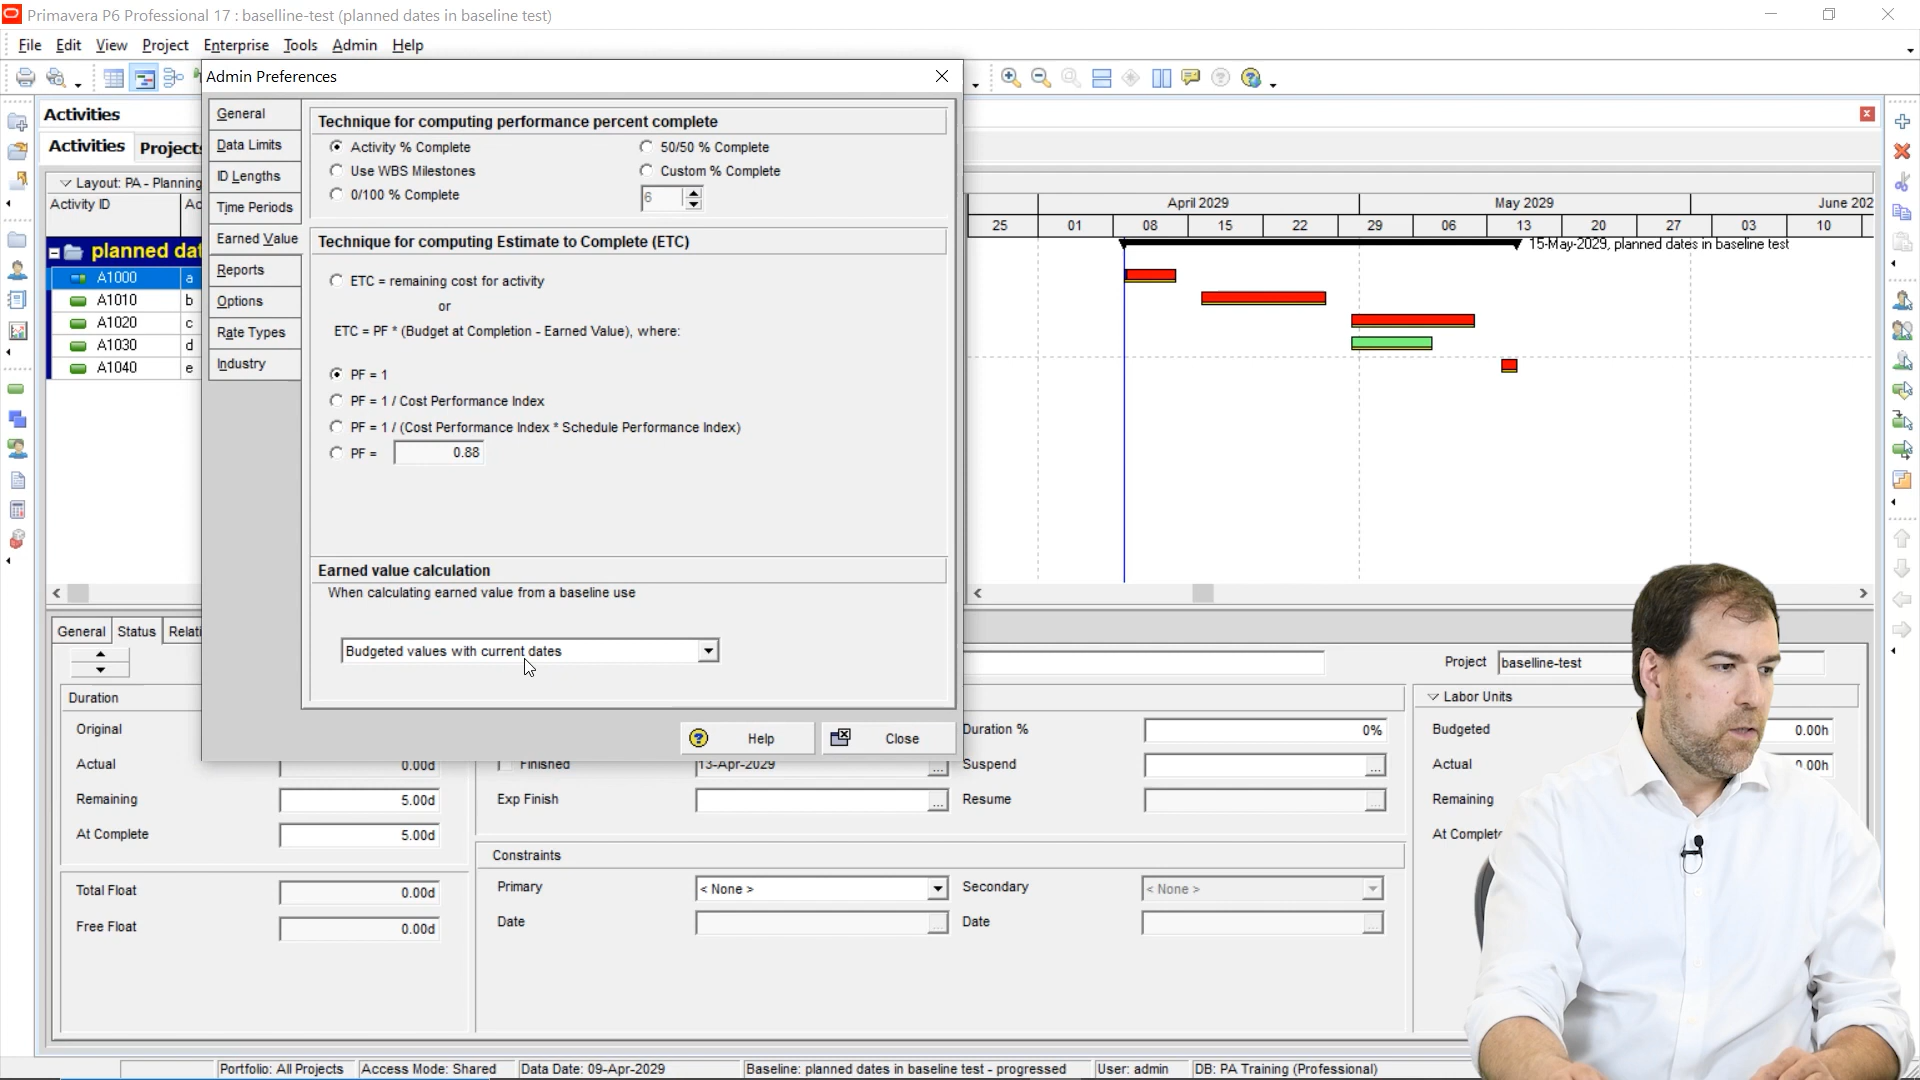 Primavera P6 Professional 17 : baselline-test (planned dates in baseline test)
File Edit View Project Enterprise Tools Admin Help
Admin Preferences
Activities
Activities Projects
Layout: PA - Planning
Activity ID
planned dat
A1000 a
A1010 b
A1020 c
A1030 d
A1040 e
General
Data Limits
ID Lengths
Time Periods
Earned Value
Reports
Options
Rate Types
Industry
Technique for computing performance percent complete
Activity % Complete
50/50 % Complete
Use WBS Milestones
Custom % Complete
0/100 % Complete
6
Technique for computing Estimate to Complete (ETC)
ETC = remaining cost for activity
or
ETC = PF * (Budget at Completion - Earned Value), where:
PF = 1
PF = 1 / Cost Performance Index
PF = 1 / (Cost Performance Index * Schedule Performance Index)
PF = 0.88
Earned value calculation
When calculating earned value from a baseline use
Budgeted values with current dates
Help Close
April 2029 May 2029 June 202
25 01 08 15 22 29 06 13 20 27 03 10
15-May-2029, planned dates in baseline test
General Status Relati
Project baselline-test
Duration
Original
Actual 0.00d
Remaining 5.00d
At Complete 5.00d
Total Float 0.00d
Free Float 0.00d
Finished 13-Apr-2029
Exp Finish
Duration % 0%
Suspend
Resume
Constraints
Primary < None >
Secondary < None >
Date
Date
Labor Units
Budgeted 0.00h
Actual 0.00h
Remaining
At Complete
Portfolio: All Projects Access Mode: Shared Data Date: 09-Apr-2029 Baseline: planned dates in baseline test - progressed User: admin DB: PA Training (Professional)